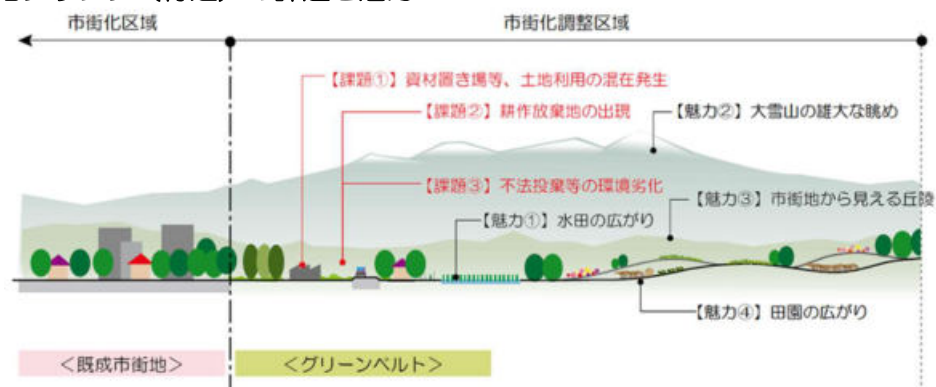 市街化区域
市街化調整区域
【課題①】資材置き場等、土地利用の混在発生
【課題②】耕作放棄地の出現
【魅力②】大雪山の雄大な眺め
【課題③】不法投棄等の環境劣化
【魅力③】市街地から見える丘陵
【魅力①】水田の広がり
【魅力④】田園の広がり
＜既成市街地＞
＜グリーンベルト＞